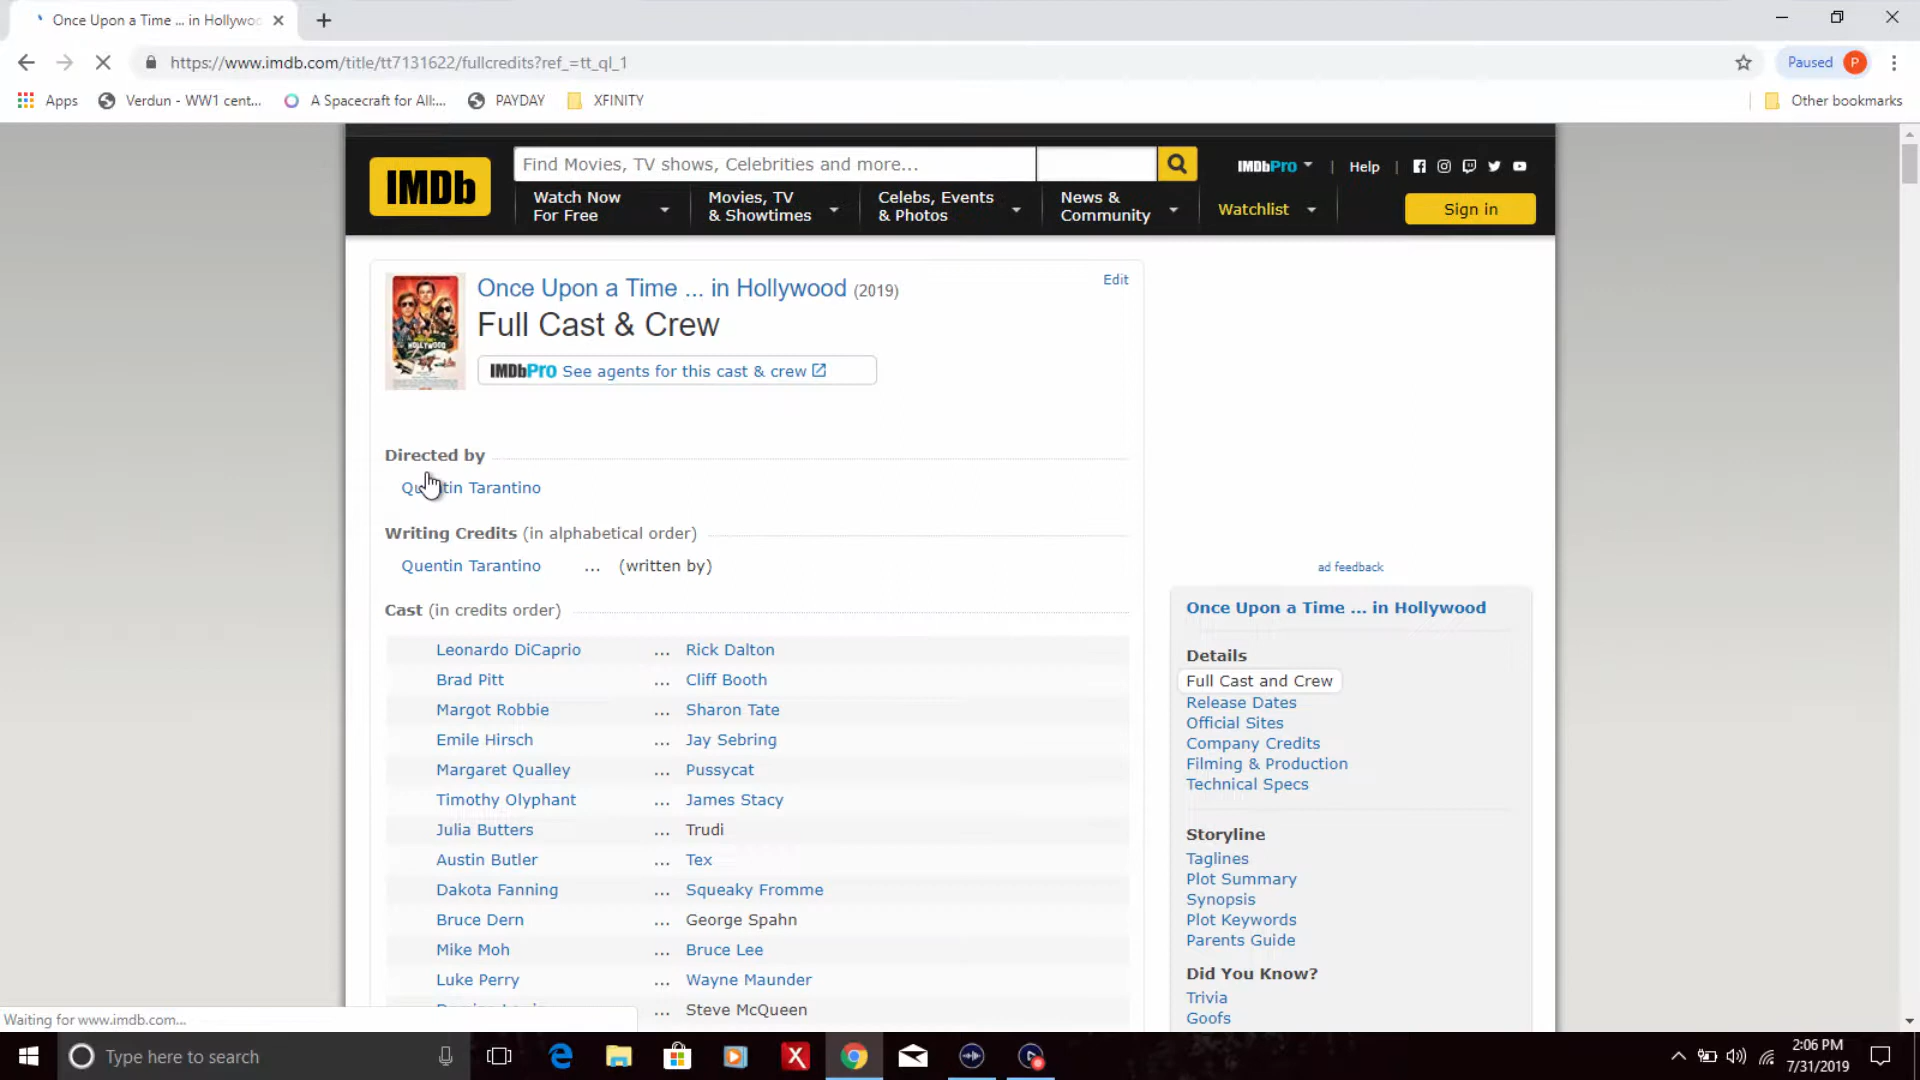 Once Upon a Time ... in Hollywoo
https://www.imdb.com/title/tt7131622/fullcredits?ref_=tt_ql_1
Paused P
Apps Verdun - WW1 cent... A Spacecraft for All:... PAYDAY XFINITY Other bookmarks
IMDb
Find Movies, TV shows, Celebrities and more...
IMDbPro | Help |
Watch Now For Free
Movies, TV & Showtimes
Celebs, Events & Photos
News & Community
Watchlist
Sign in
HOLLYWOOD
Once Upon a Time ... in Hollywood (2019)
Edit
Full Cast & Crew
IMDbPro See agents for this cast & crew
Directed by
Quentin Tarantino
Writing Credits (in alphabetical order)
Quentin Tarantino ... (written by)
Cast (in credits order)
Leonardo DiCaprio ... Rick Dalton
Brad Pitt ... Cliff Booth
Margot Robbie ... Sharon Tate
Emile Hirsch ... Jay Sebring
Margaret Qualley ... Pussycat
Timothy Olyphant ... James Stacy
Julia Butters ... Trudi
Austin Butler ... Tex
Dakota Fanning ... Squeaky Fromme
Bruce Dern ... George Spahn
Mike Moh ... Bruce Lee
Luke Perry ... Wayne Maunder
... Steve McQueen
ad feedback
Once Upon a Time ... in Hollywood
Details
Full Cast and Crew
Release Dates
Official Sites
Company Credits
Filming & Production
Technical Specs
Storyline
Taglines
Plot Summary
Synopsis
Plot Keywords
Parents Guide
Did You Know?
Trivia
Goofs
Waiting for www.imdb.com...
Type here to search
2:06 PM
7/31/2019